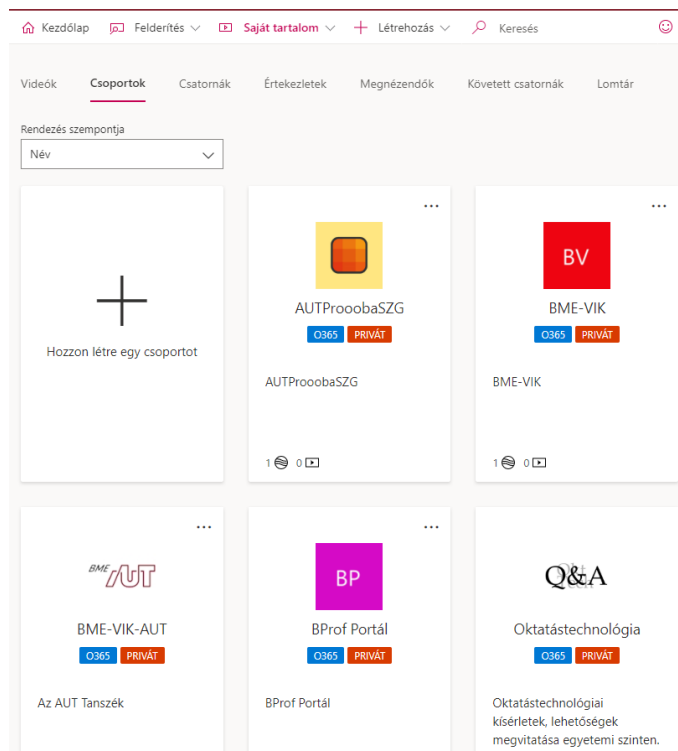 Kezdőlap Felderítés Saját tartalom Létrehozás Keresés
Videók Csoportok Csatornák Értekezletek Megnézendők Követett csatornák Lomtár
Rendezés szempontja
Név
Hozzon létre egy csoportot
AUTProoobaSZG
O365 PRIVÁT
AUTProoobaSZG
1 0
BV
BME-VIK
O365 PRIVÁT
BME-VIK
1 0
BME AUT
BME-VIK-AUT
O365 PRIVÁT
Az AUT Tanszék
BP
BProf Portál
O365 PRIVÁT
BProf Portál
Q&A
Oktatástechnológia
O365 PRIVÁT
Oktatástechnológiai
kísérletek, lehetőségek
megvitatása egyetemi szinten.